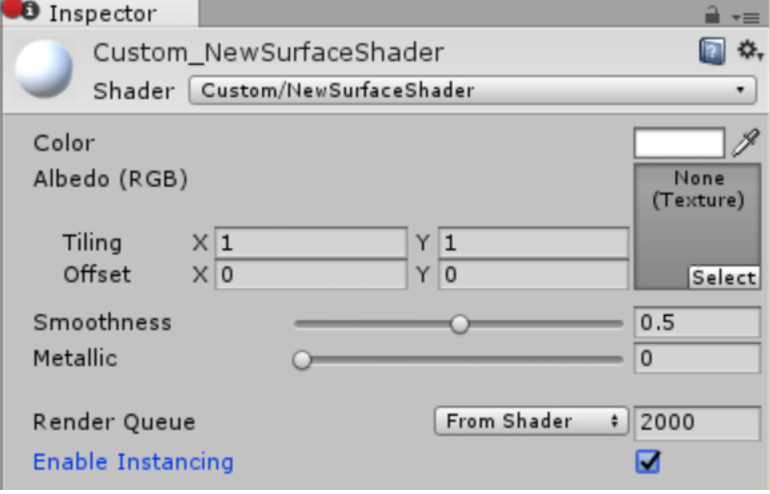 Inspector
Custom_NewSurfaceShader
Shader Custom/NewSurfaceShader
Color
Albedo (RGB)
None
(Texture)
Tiling X 1 Y 1
Offset X 0 Y 0
Select
Smoothness 0.5
Metallic 0
Render Queue From Shader 2000
Enable Instancing